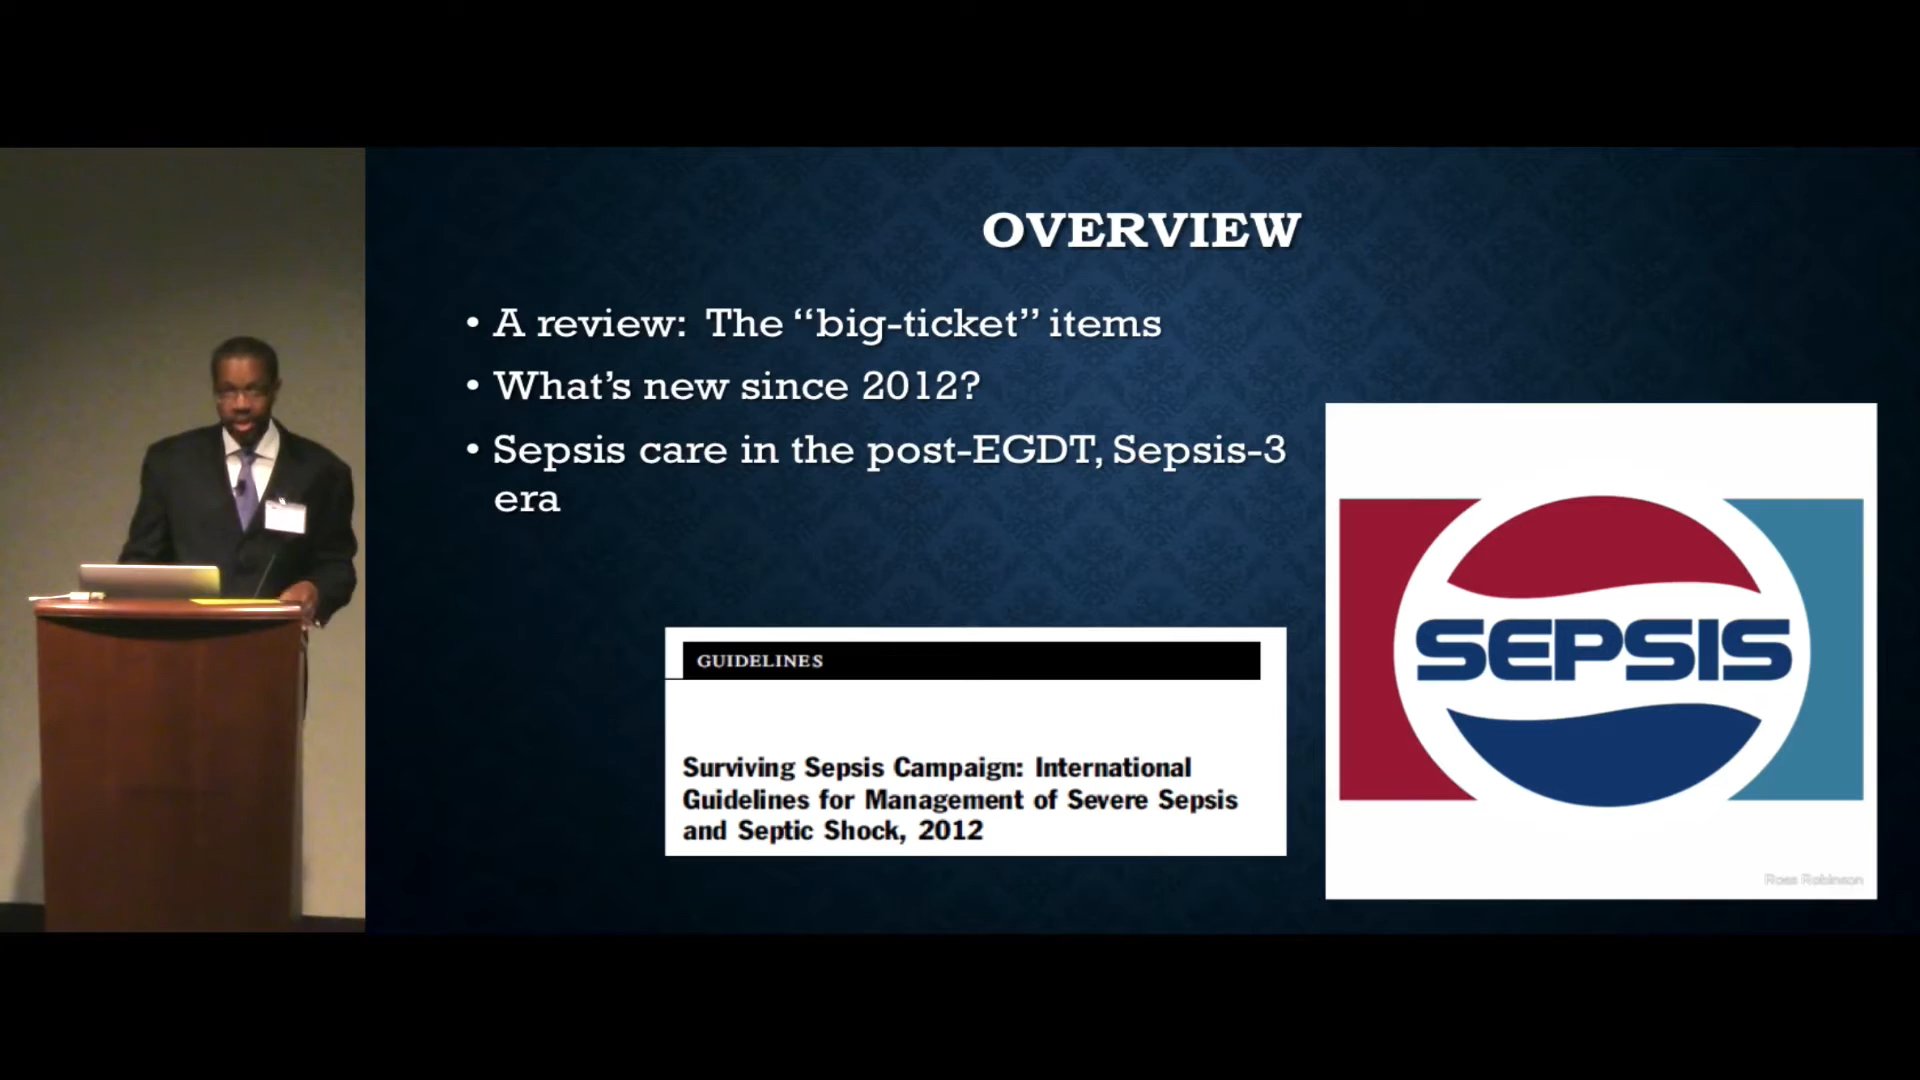 OVERVIEW
• A review: The “big-ticket” items
• What’s new since 2012?
• Sepsis care in the post-EGDT, Sepsis-3
era
GUIDELINES
Surviving Sepsis Campaign: International
Guidelines for Management of Severe Sepsis
and Septic Shock, 2012
SEPSIS
Ross Robinson